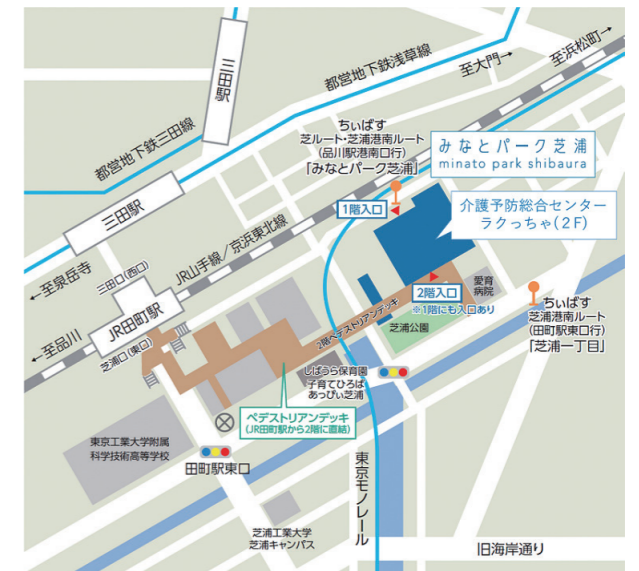 三田駅
都営地下鉄浅草線
至大門→
至浜松町→
都営地下鉄三田線
ちぃばす
芝ルート・芝浦港南ルート
(品川駅港南口行)
「みなとパーク芝浦」
みなとパーク芝浦
minato park shibaura
介護予防総合センター
ラクっちゃ(2F)
1階入口
三田駅
JR山手線/京浜東北線
←至泉岳寺
三田口(西口)
JR田町駅
芝浦口(東口)
←至品川
2階入口
※1階にも入口あり
愛育
病院
2階ペデストリアンデッキ
芝浦公園
ちぃばす
芝浦港南ルート
(田町駅東口行)
「芝浦一丁目」
しばうら保育園
子育てひろば
あっぴぃ芝浦
ペデストリアンデッキ
(JR田町駅から2階に直結)
東京工業大学附属
科学技術高等学校
田町駅東口
東京モノレール
芝浦工業大学
芝浦キャンパス
旧海岸通り